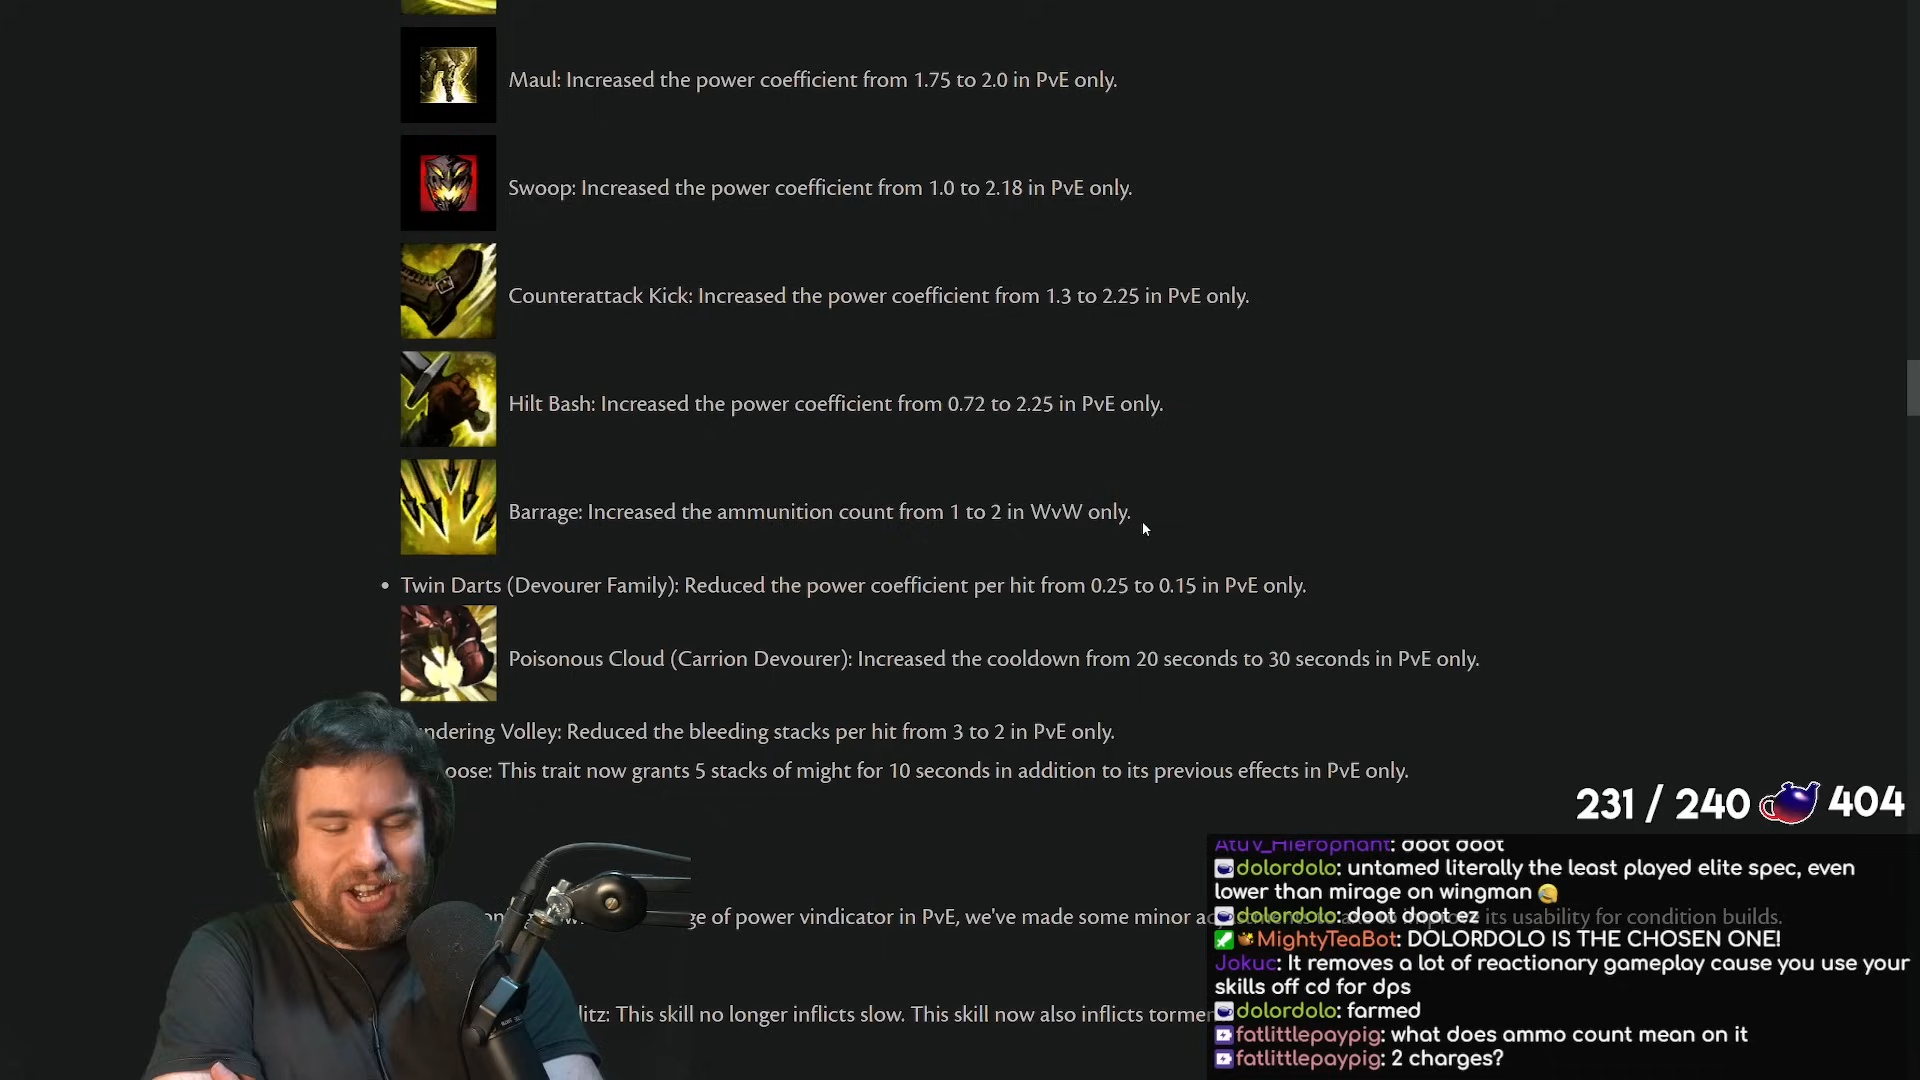 Maul: Increased the power coefficient from 1.75 to 2.0 in PvE only.
Swoop: Increased the power coefficient from 1.0 to 2.18 in PvE only.
Counterattack Kick: Increased the power coefficient from 1.3 to 2.25 in PvE only.
Hilt Bash: Increased the power coefficient from 0.72 to 2.25 in PvE only.
Barrage: Increased the ammunition count from 1 to 2 in WvW only.
• Twin Darts (Devourer Family): Reduced the power coefficient per hit from 0.25 to 0.15 in PvE only.
Poisonous Cloud (Carrion Devourer): Increased the cooldown from 20 seconds to 30 seconds in PvE only.
ndering Volley: Reduced the bleeding stacks per hit from 3 to 2 in PvE only.
oose: This trait now grants 5 stacks of might for 10 seconds in addition to its previous effects in PvE only.
231 / 240 404
ge of power vindicator in PvE, we've made some minor its usability for condition builds.
litz: This skill no longer inflicts slow. This skill now also inflicts torme
Atuv_Hierophant: doot doot
dolordolo: untamed literally the least played elite spec, even
lower than mirage on wingman
dolordolo: doot doot ez
MightyTeaBot: DOLORDOLO IS THE CHOSEN ONE!
Jokuc: It removes a lot of reactionary gameplay cause you use your
skills off cd for dps
dolordolo: farmed
fatlittlepaypig: what does ammo count mean on it
fatlittlepaypig: 2 charges?